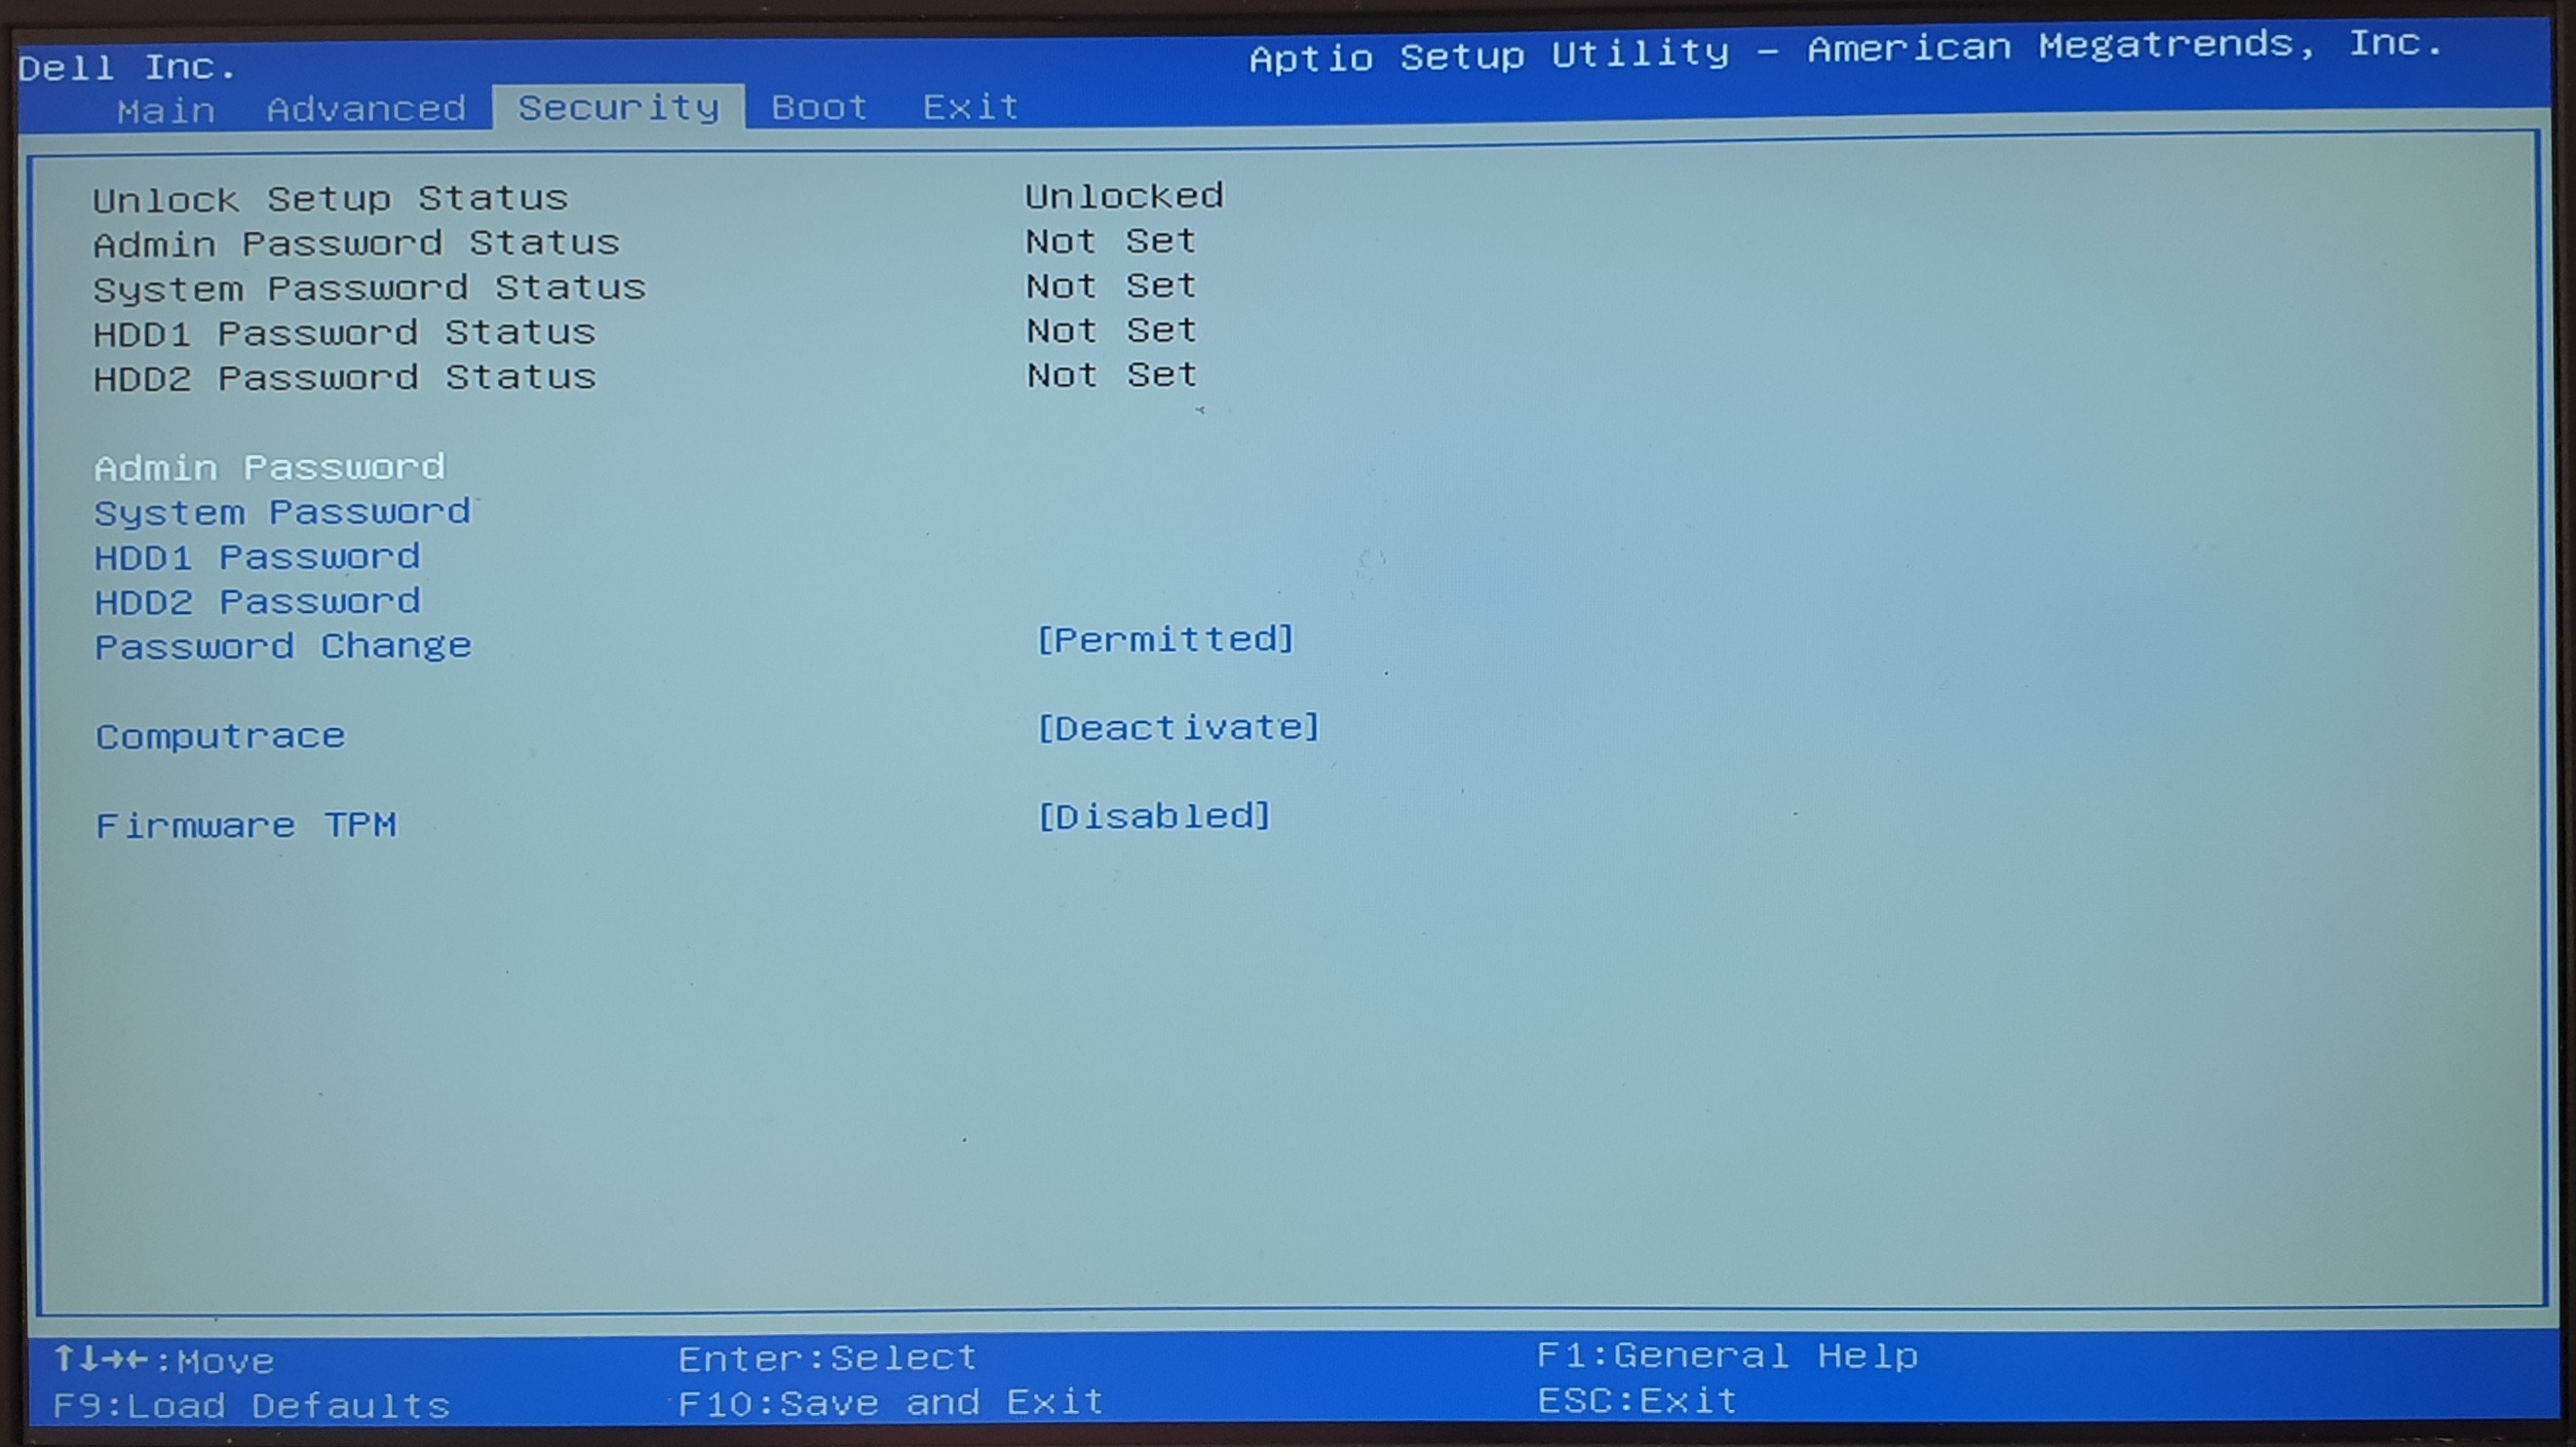 Dell Inc. Aptio Setup Utility – American Megatrends, Inc.
Main Advanced Security Boot Exit
Unlock Setup Status Unlocked
Admin Password Status Not Set
System Password Status Not Set
HDD1 Password Status Not Set
HDD2 Password Status Not Set
Admin Password
System Password
HDD1 Password
HDD2 Password
Password Change [Permitted]
Computrace [Deactivate]
Firmware TPM [Disabled]
↑↓→←:Move Enter:Select F1:General Help
F9:Load Defaults F10:Save and Exit ESC:Exit